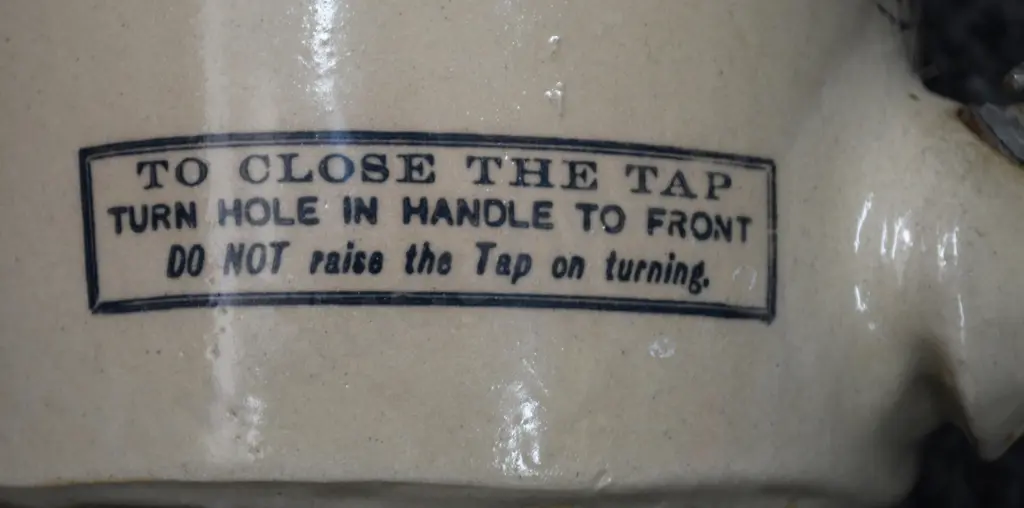 TO CLOSE THE TAP
TURN HOLE IN HANDLE TO FRONT
DO NOT raise the Tap on turning.